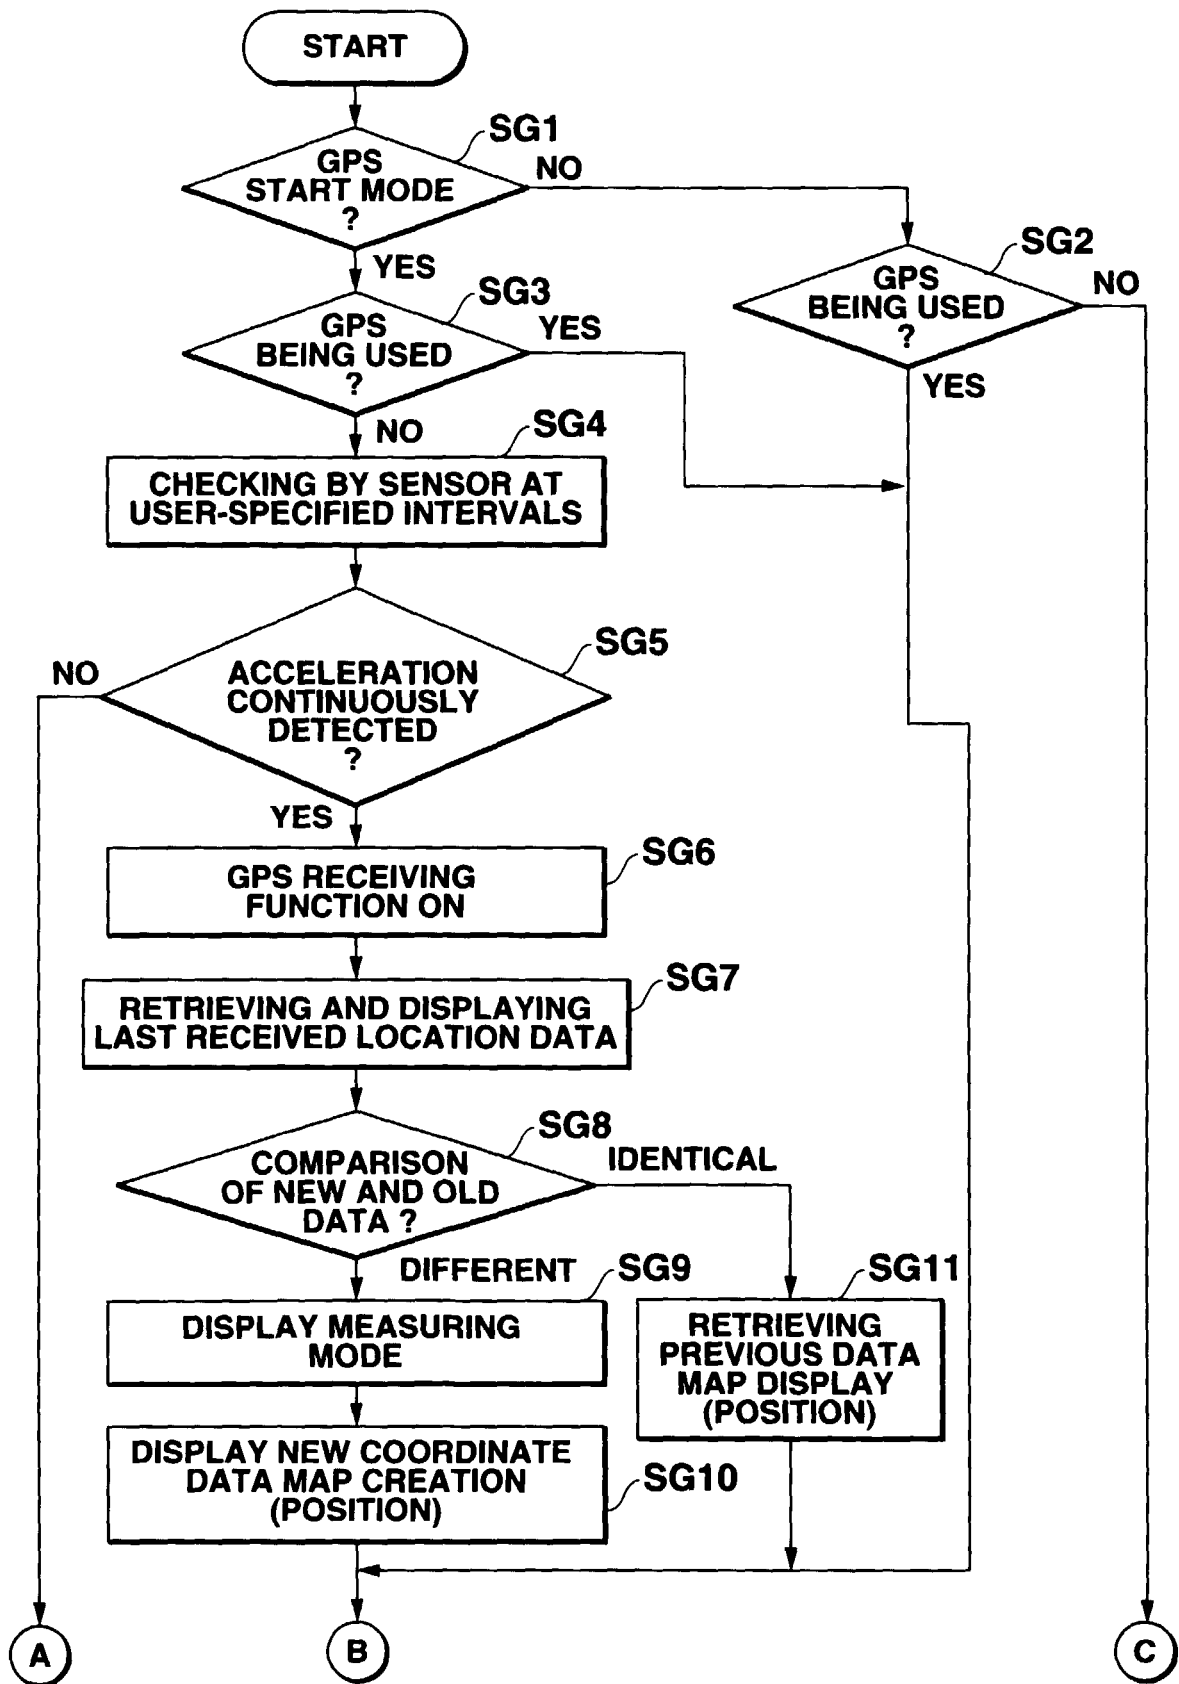 START
SG1
GPS
START MODE
?
NO
YES
SG2
GPS
BEING USED
?
NO
YES
SG3
GPS
BEING USED
?
YES
NO
SG4
CHECKING BY SENSOR AT
USER-SPECIFIED INTERVALS
SG5
NO
ACCELERATION
CONTINUOUSLY
DETECTED
?
YES
SG6
GPS RECEIVING
FUNCTION ON
SG7
RETRIEVING AND DISPLAYING
LAST RECEIVED LOCATION DATA
SG8
COMPARISON
OF NEW AND OLD
DATA ?
IDENTICAL
DIFFERENT
SG9
DISPLAY MEASURING
MODE
SG11
RETRIEVING
PREVIOUS DATA
MAP DISPLAY
(POSITION)
DISPLAY NEW COORDINATE
DATA MAP CREATION
(POSITION)
SG10
A
B
C